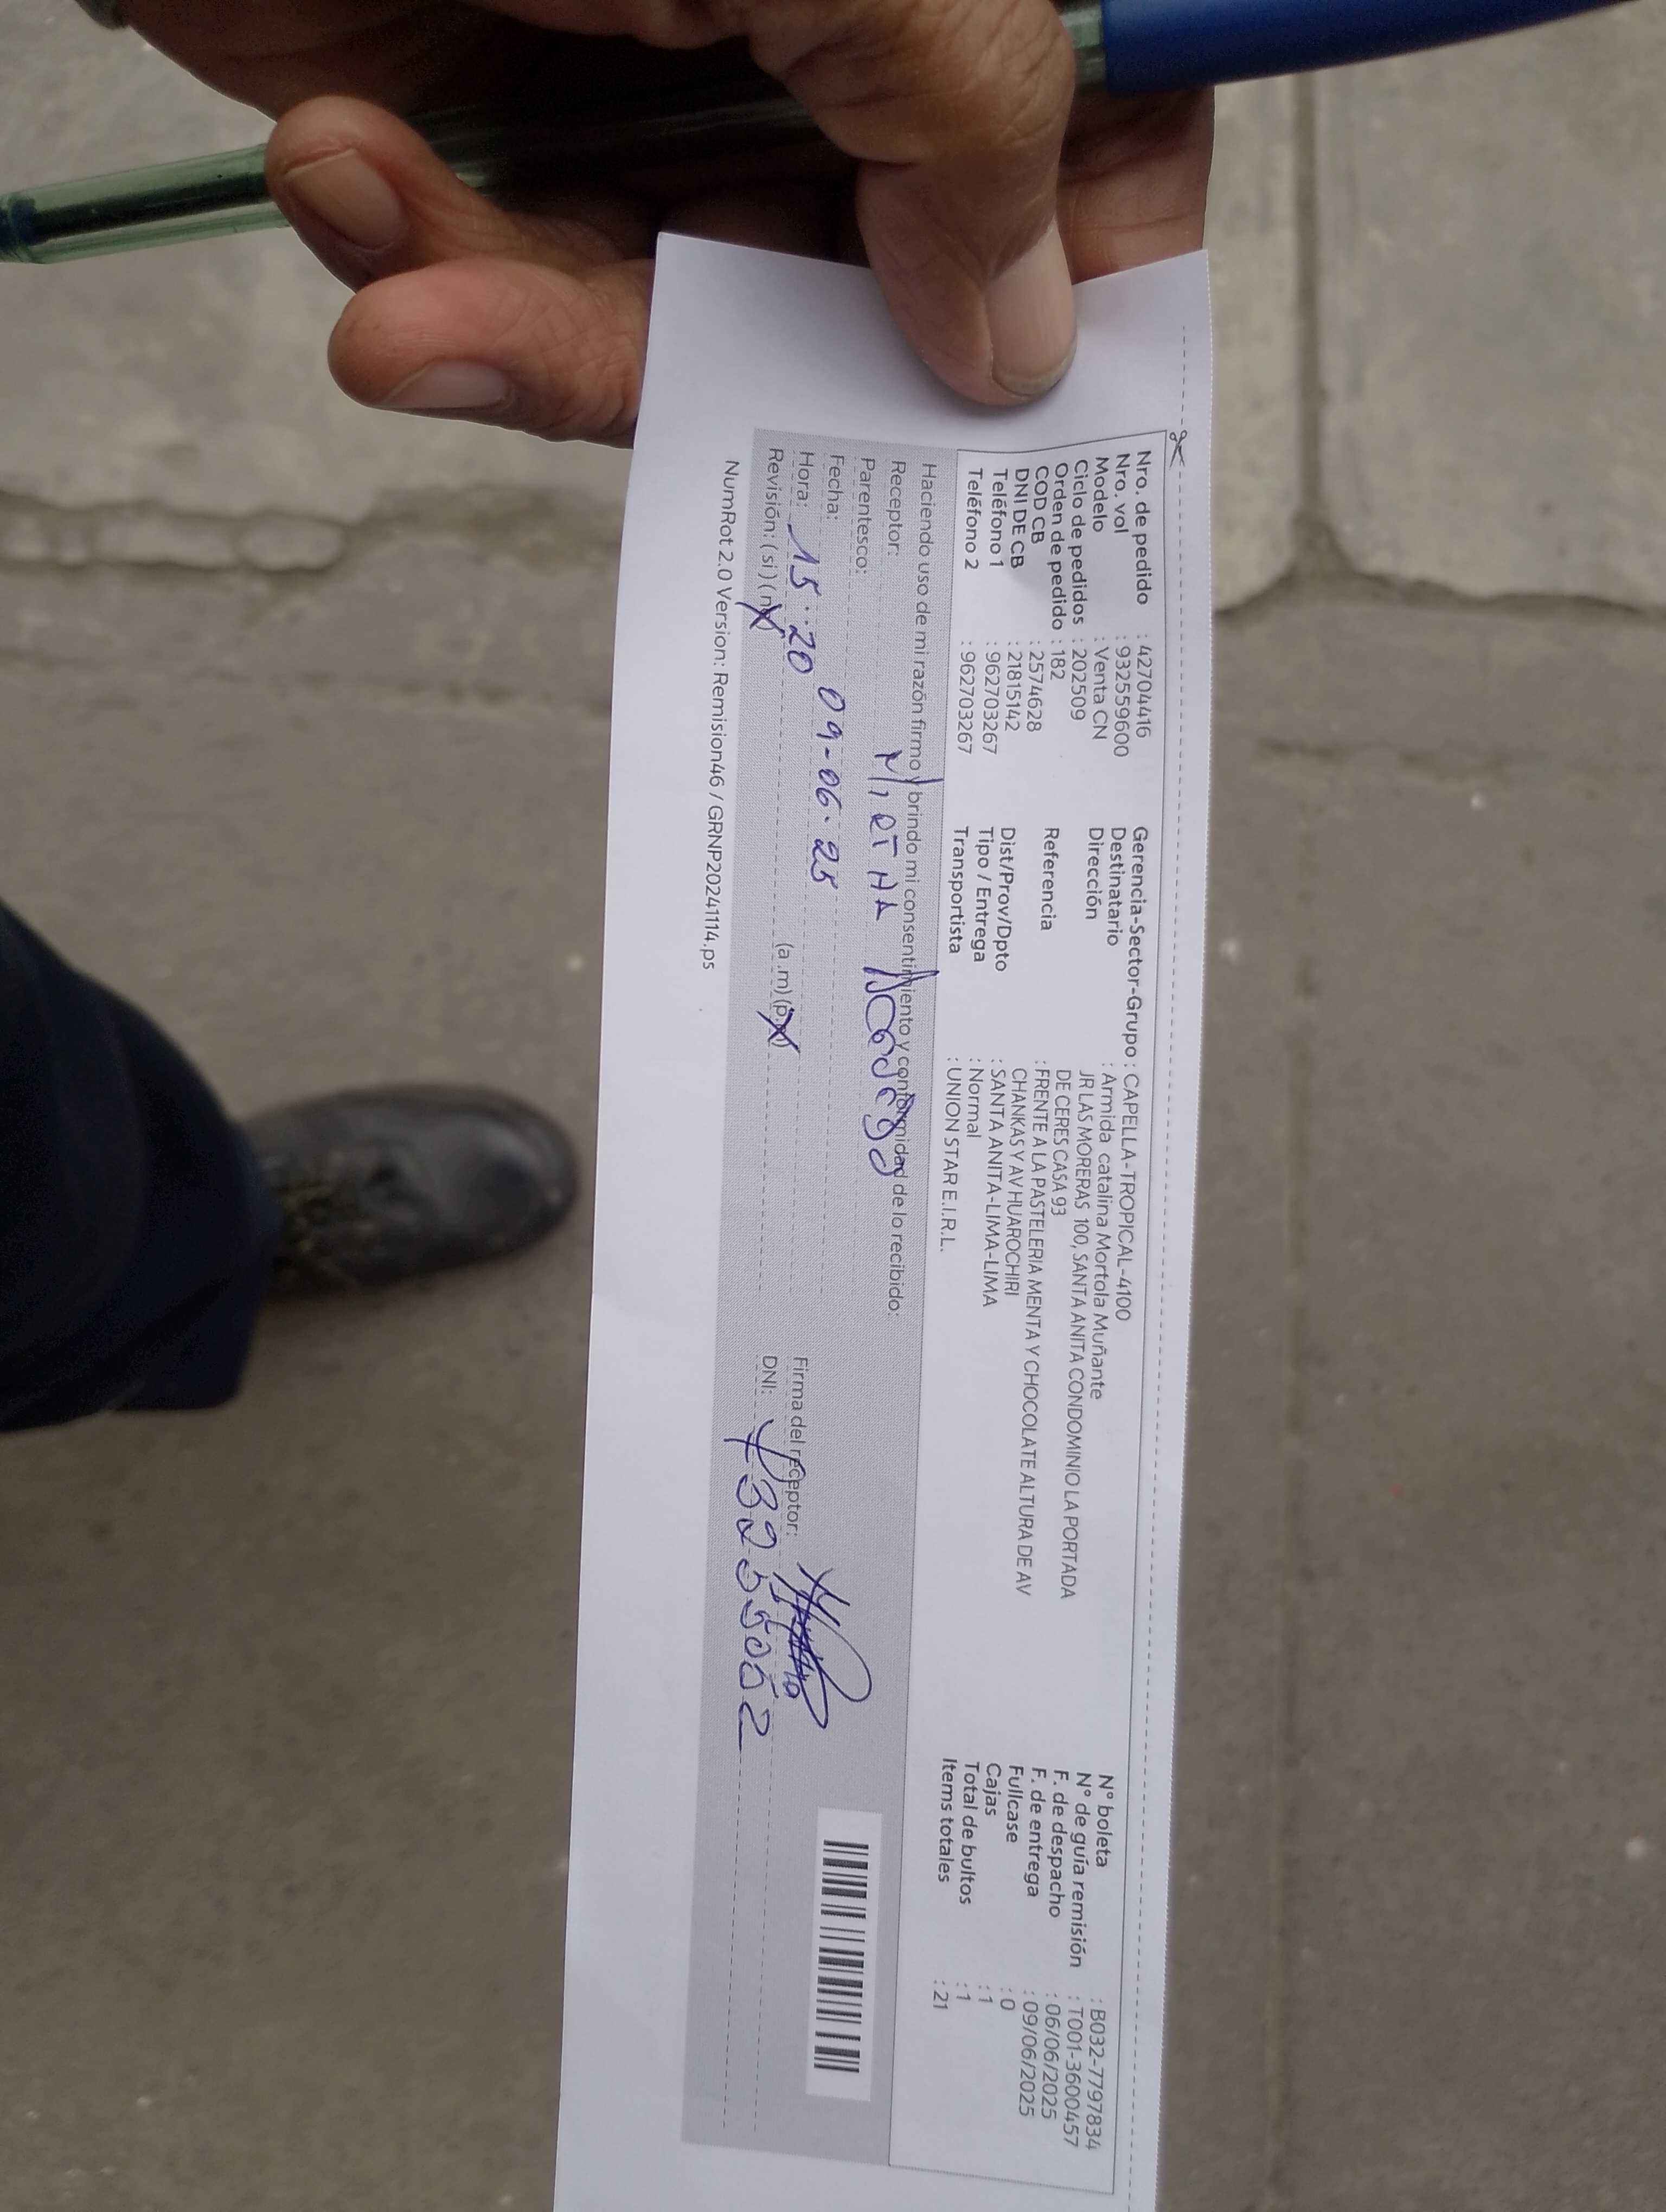 Nro. de pedido : 42704416
Nro. vol : 932559600
Modelo : Venta CN
Ciclo de pedidos : 202509
Orden de pedido : 182
COD CB : 2574628
DNI DE CB : 21815142
Teléfono 1 : 962703267
Teléfono 2 : 962703267
Gerencia-Sector-Grupo : CAPELLA-TROPICAL-4100
Destinatario : Armida catalina Mortola Muñante
Dirección JR LAS MORERAS 100, SANTA ANITA CONDOMINIO LA PORTADA
DE CERES CASA 93
Referencia : FRENTE A LA PASTELERIA MENTA Y CHOCOLATE ALTURA DE AV
CHANKAS Y AV HUAROCHIRI
Dist/Prov/Dpto : SANTA ANITA-LIMA-LIMA
Tipo / Entrega : Normal
Transportista : UNION STAR E.I.R.L.
N° boleta : B032-7797834
N° de guía remisión : T001-3600457
F. de despacho : 06/06/2025
F. de entrega : 09/06/2025
Fullcase : 0
Cajas : 1
Total de bultos : 1
Items totales : 21
Haciendo uso de mi razón firmo y brindo mi consentimiento y conformidad de lo recibido:
Receptor:
Parentesco:
Fecha: 09-06-25
Hora: 15:20 (a.m) (p.m)
Revisión: (si) (no)
Firma del receptor:
DNI:
NumRot 2.0 Version: Remision46 / GRNP20241114.ps